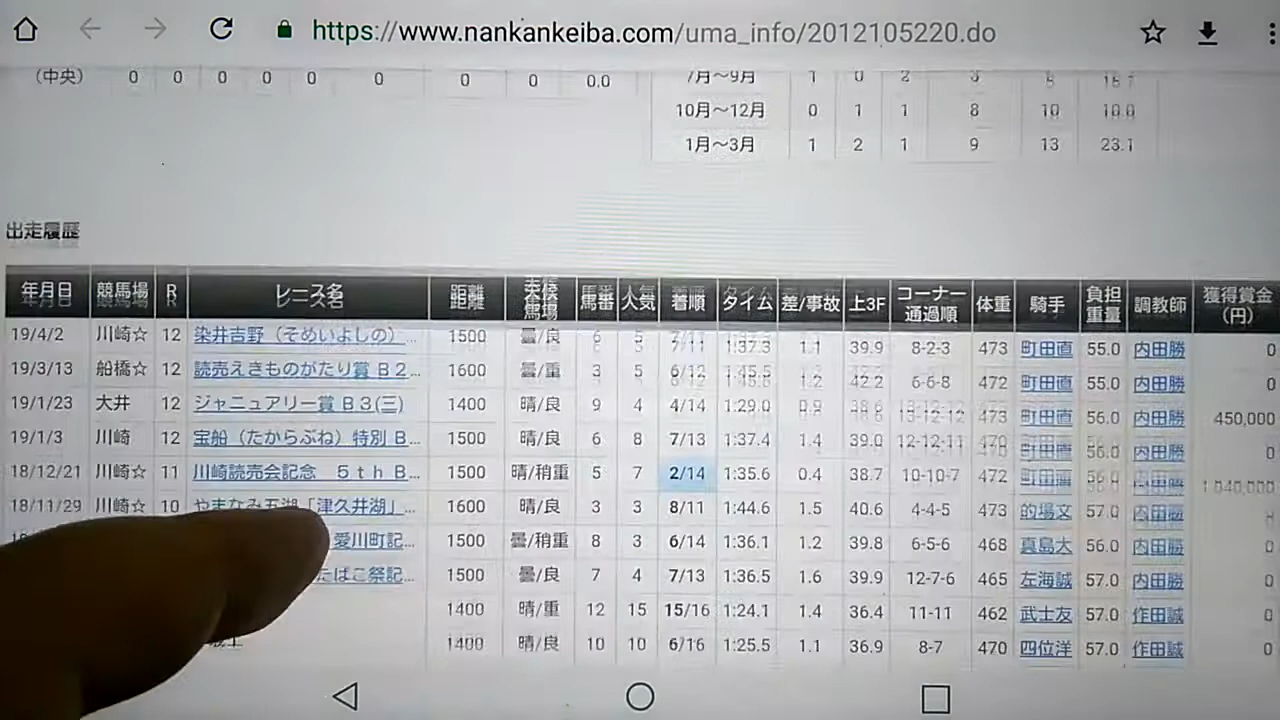 https://www.nankankeiba.com/uma_info/2012105220.do
(中央) 0 0 0 0 0 0 0 0 0.0
7月～9月 1 0 2
10月～12月 0 1 1 8 10 10.0
1月～3月 1 2 1 9 13 23.1
出走履歴
年月日 競馬場 R レース名 距離 天候 馬場 馬番 人気 着順 タイム 差/事故 上3F コーナー通過順 体重 騎手 負担重量 調教師 獲得賞金(円)
19/4/2 川崎☆ 12 染井吉野（そめいよしの）... 1500 曇/良 6 5 7/11 1:37.3 1.1 39.9 8-2-3 473 町田直 55.0 内田勝 0
19/3/13 船橋☆ 12 読売えきものがたり賞Ｂ２... 1600 曇/重 3 5 6/12 1:45.5 1.2 42.2 6-6-8 472 町田直 55.0 内田勝 0
19/1/23 大井 12 ジャニュアリー賞Ｂ３(三) 1400 晴/良 9 4 4/14 1:29.0 0.9 38.6 13-12-12 473 町田直 56.0 内田勝 450,000
19/1/3 川崎 12 宝船（たからぶね）特別Ｂ... 1500 晴/良 6 8 7/13 1:37.4 1.4 39.0 12-12-11 470 町田直 56.0 内田勝 0
18/12/21 川崎☆ 11 川崎読売会記念　５ｔｈＢ... 1500 晴/稍重 5 7 2/14 1:35.6 0.4 38.7 10-10-7 472 町田直 56.0 内田勝 1,040,000
18/11/29 川崎☆ 10 やまなみ五湖「津久井湖」... 1600 晴/良 3 3 8/11 1:44.6 1.5 40.6 4-4-5 473 的場文 57.0 内田勝 0
愛川町記... 1500 曇/稍重 8 3 6/14 1:36.1 1.2 39.8 6-5-6 468 真島大 56.0 内田勝 0
たばこ祭記... 1500 曇/良 7 4 7/13 1:36.5 1.6 39.9 12-7-6 465 左海誠 57.0 内田勝 0
1400 晴/重 12 15 15/16 1:24.1 1.4 36.4 11-11 462 武士友 57.0 作田誠 0
1400 晴/良 10 10 6/16 1:25.5 1.1 36.9 8-7 470 四位洋 57.0 作田誠 0